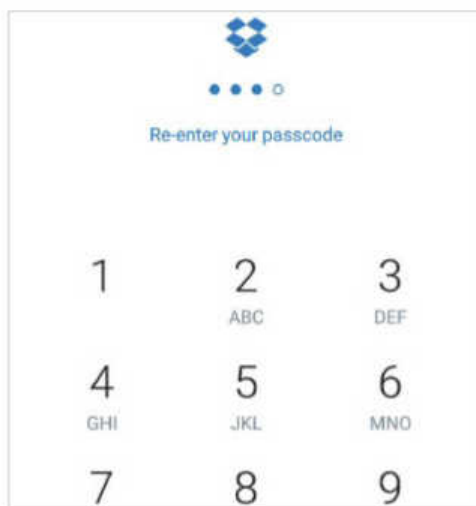 Re-enter your passcode
1 2 3
ABC DEF
4 5 6
GHI JKL MNO
7 8 9